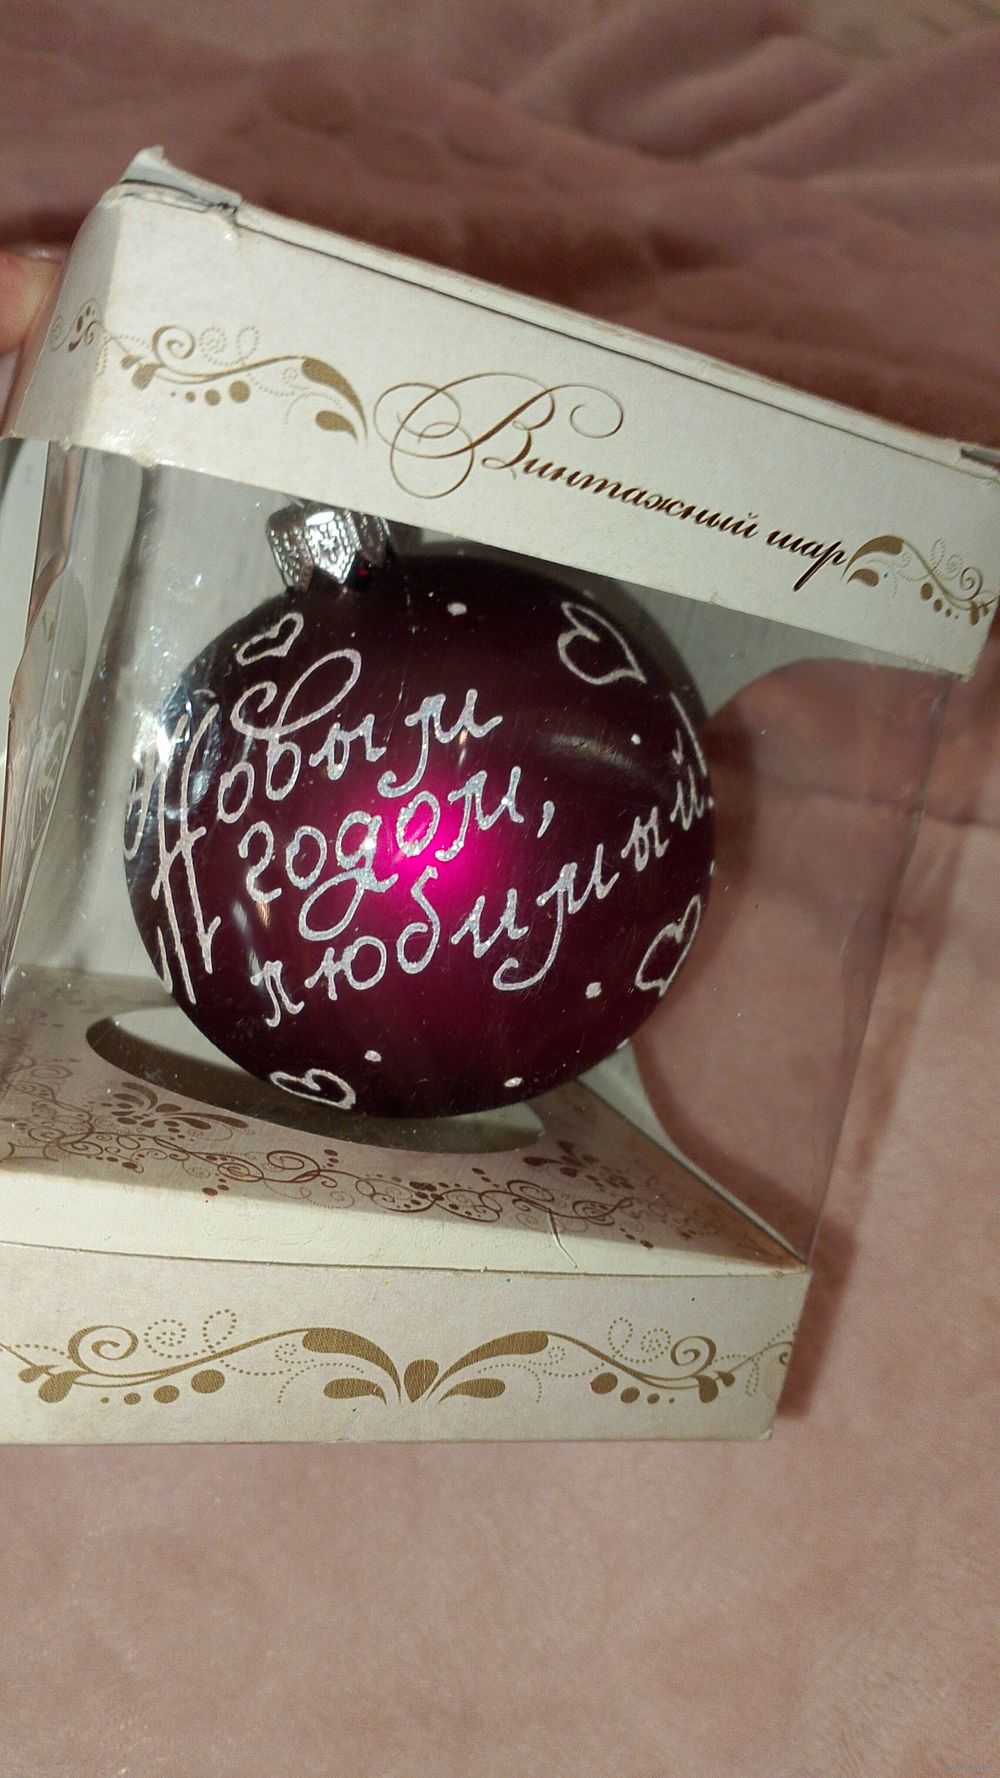 Винтажный шар
Новым
годом,
любимый!